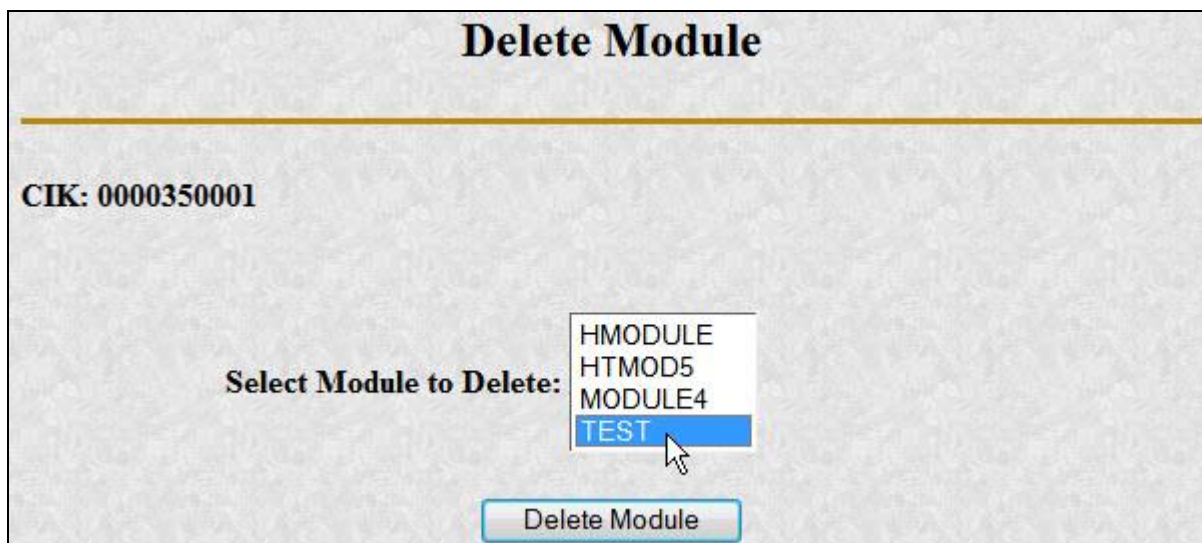 Delete Module
CIK: 0000350001
Select Module to Delete:
HMODULE
HTMOD5
MODULE4
TEST
Delete Module